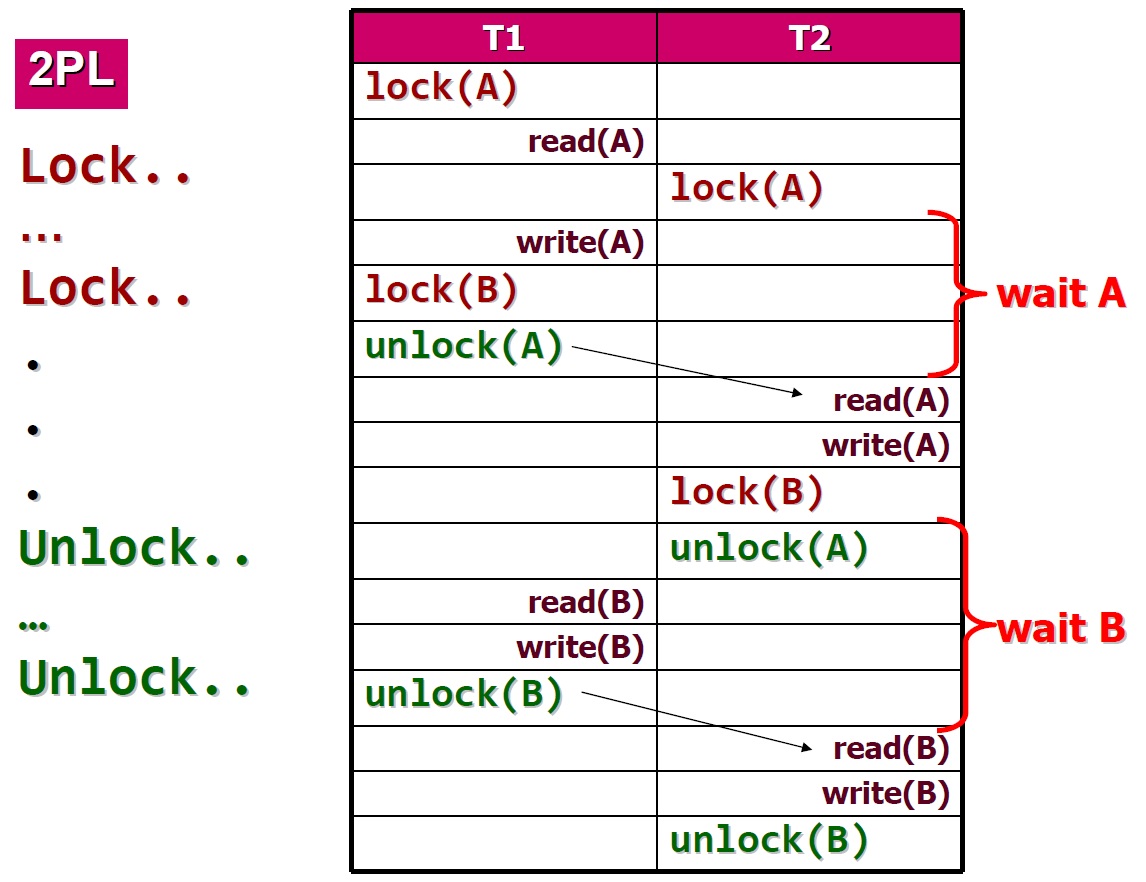 2PL
Lock..
...
Lock..
•
•
•
Unlock..
...
Unlock..
T1 T2
lock(A)
read(A)
lock(A)
write(A)
lock(B)
unlock(A)
read(A)
write(A)
lock(B)
unlock(A)
read(B)
write(B)
unlock(B)
read(B)
write(B)
unlock(B)
wait A
wait B